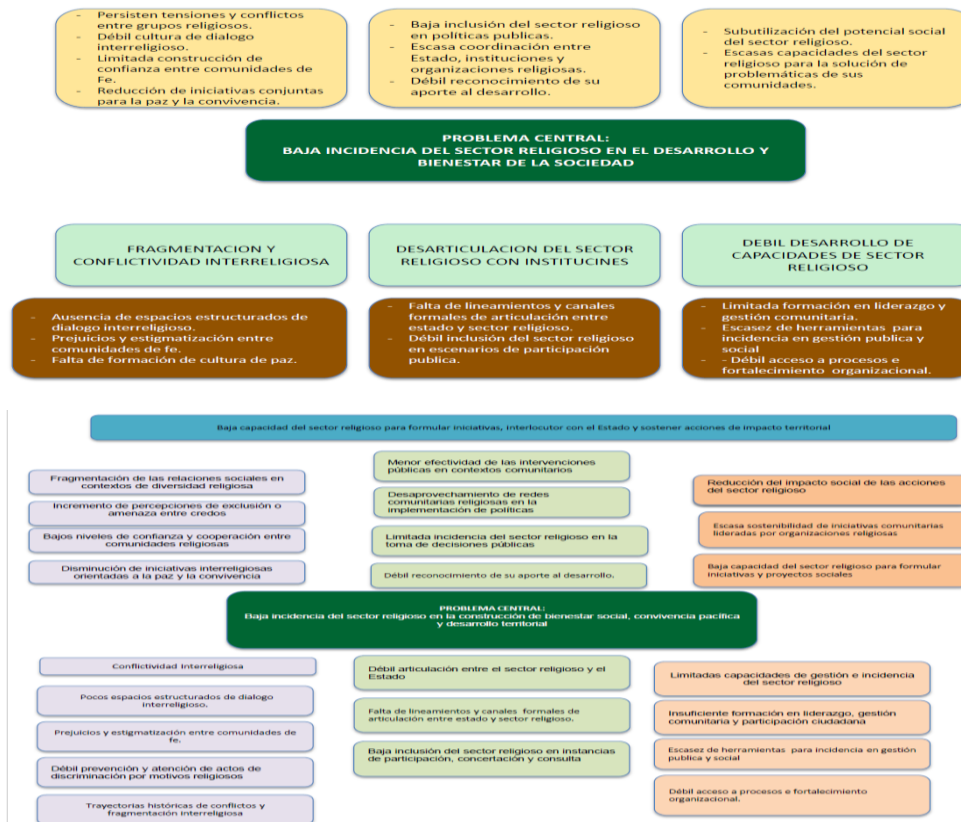 - Persisten tensiones y conflictos
entre grupos religiosos.
- Débil cultura de dialogo
interreligioso.
- Limitada construcción de
confianza entre comunidades de
Fe.
- Reducción de iniciativas conjuntas
para la paz y la convivencia.
- Baja inclusión del sector religioso
en políticas publicas.
- Escasa coordinación entre
Estado, instituciones y
organizaciones religiosas.
- Débil reconocimiento de su
aporte al desarrollo.
- Subutilización del potencial social
del sector religioso.
- Escasas capacidades del sector
religioso para la solución de
problemáticas de sus
comunidades.
PROBLEMA CENTRAL:
BAJA INCIDENCIA DEL SECTOR RELIGIOSO EN EL DESARROLLO Y
BIENESTAR DE LA SOCIEDAD
FRAGMENTACION Y
CONFLICTIVIDAD INTERRELIGIOSA
DESARTICULACION DEL SECTOR
RELIGIOSO CON INSTITUCINES
DEBIL DESARROLLO DE
CAPACIDADES DE SECTOR
RELIGIOSO
- Ausencia de espacios estructurados de
dialogo interreligioso.
- Prejuicios y estigmatización entre
comunidades de fe.
- Falta de formación de cultura de paz.
- Falta de lineamientos y canales
formales de articulación entre
estado y sector religioso.
- Débil inclusión del sector religioso
en escenarios de participación
publica.
- Limitada formación en liderazgo y
gestión comunitaria.
- Escasez de herramientas para
incidencia en gestión publica y
social
- - Débil acceso a procesos e
fortalecimiento organizacional.
Baja capacidad del sector religioso para formular iniciativas, interlocutor con el Estado y sostener acciones de impacto territorial
Fragmentación de las relaciones sociales en
contextos de diversidad religiosa
Incremento de percepciones de exclusión o
amenaza entre credos
Bajos niveles de confianza y cooperación entre
comunidades religiosas
Disminución de iniciativas interreligiosas
orientadas a la paz y la convivencia
Menor efectividad de las intervenciones
públicas en contextos comunitarios
Desaprovechamiento de redes
comunitarias religiosas en la
implementación de políticas
Limitada incidencia del sector religioso en la
toma de decisiones públicas
Débil reconocimiento de su aporte al desarrollo.
Reducción del impacto social de las acciones
del sector religioso
Escasa sostenibilidad de iniciativas comunitarias
lideradas por organizaciones religiosas
Baja capacidad del sector religioso para formular
iniciativas y proyectos sociales
PROBLEMA CENTRAL:
Baja incidencia del sector religioso en la construcción de bienestar social, convivencia pacífica
y desarrollo territorial
Conflictividad Interreligiosa
Pocos espacios estructurados de dialogo
interreligioso.
Prejuicios y estigmatización entre comunidades de
fe.
Débil prevención y atención de actos de
discriminación por motivos religiosos
Trayectorias históricas de conflictos y
fragmentación interreligiosa
Débil articulación entre el sector religioso y el
Estado
Falta de lineamientos y canales formales de
articulación entre estado y sector religioso.
Baja inclusión del sector religioso en instancias
de participación, concertación y consulta
Limitadas capacidades de gestión e incidencia
del sector religioso
Insuficiente formación en liderazgo, gestión
comunitaria y participación ciudadana
Escasez de herramientas para incidencia en gestión
publica y social
Débil acceso a procesos e fortalecimiento
organizacional.